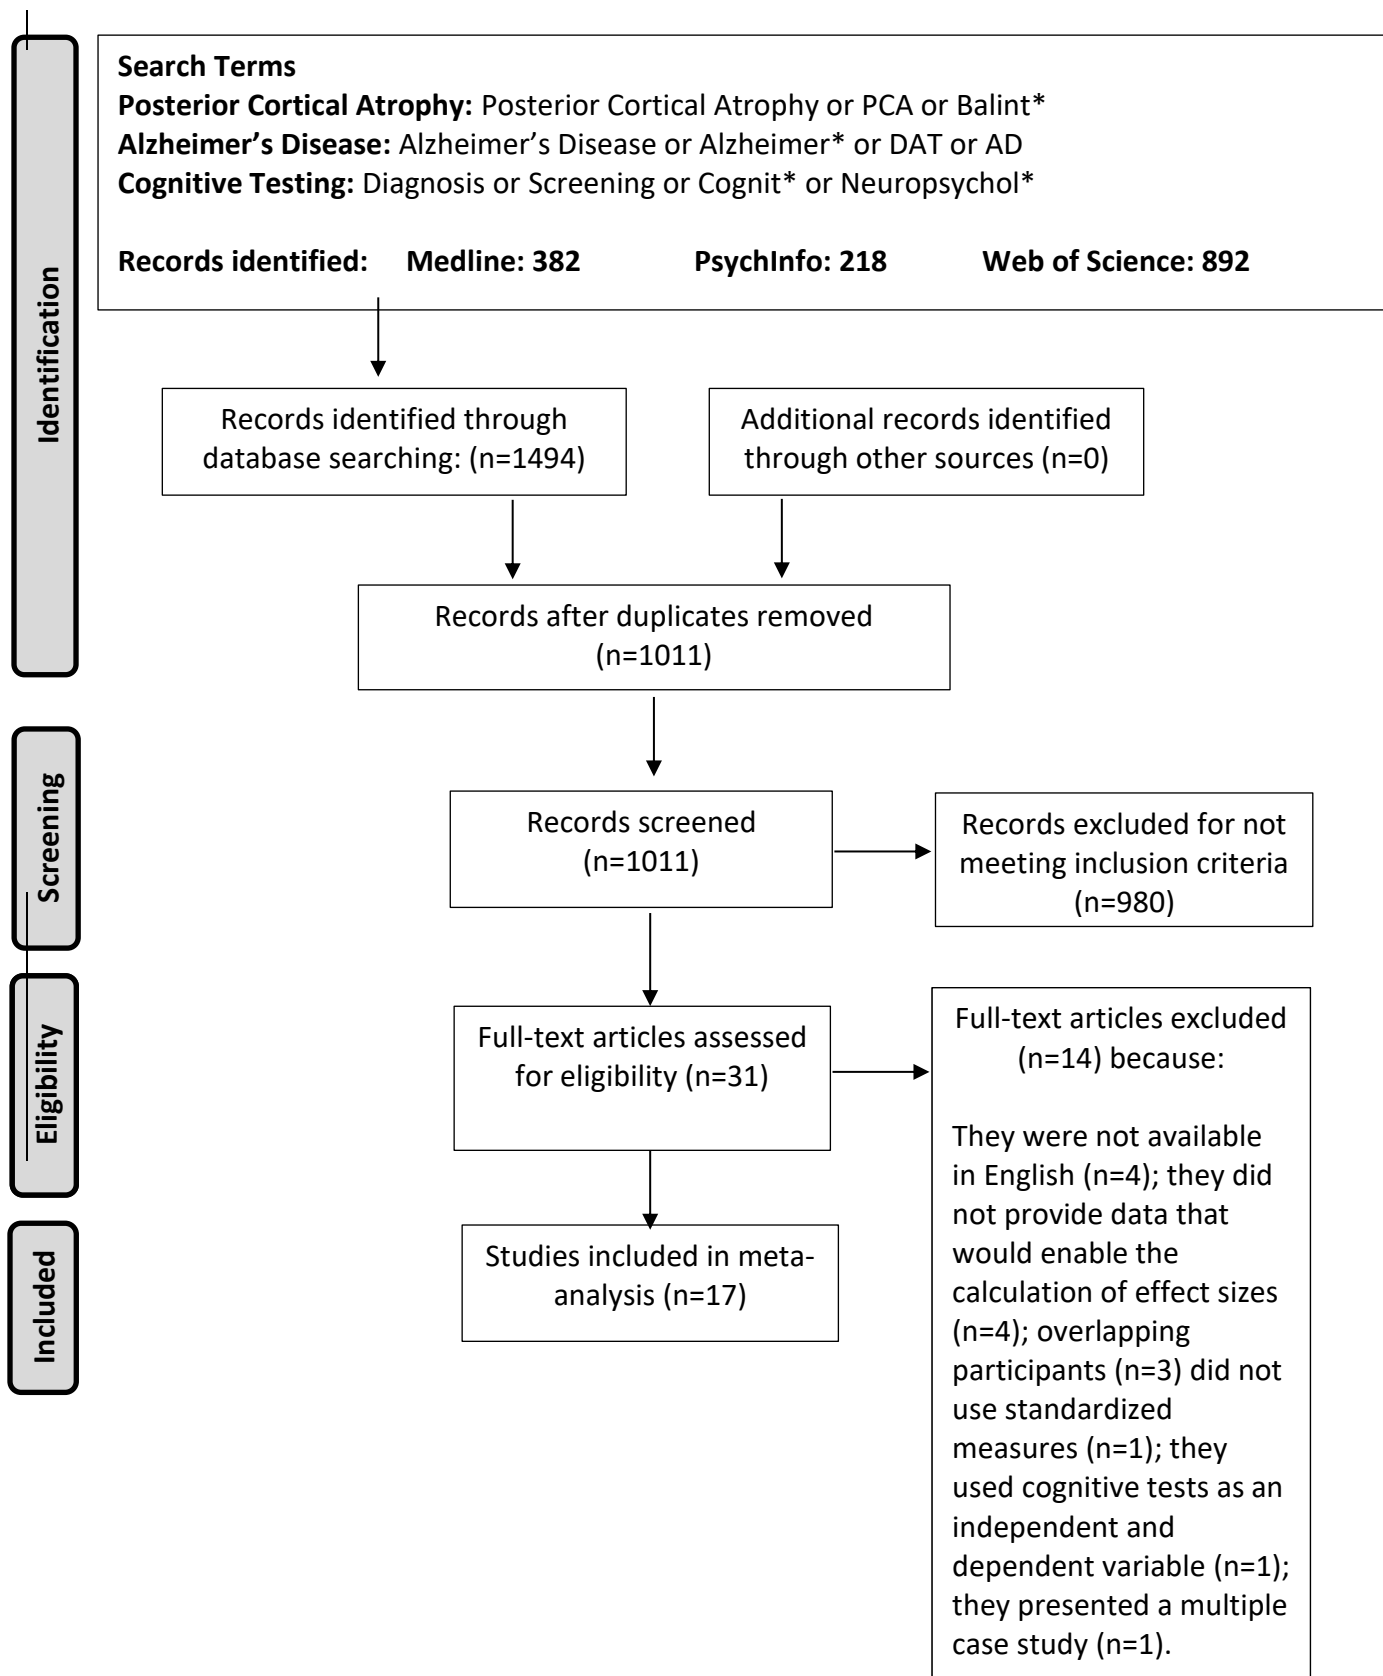 Search Terms
Posterior Cortical Atrophy: Posterior Cortical Atrophy or PCA or Balint*
Alzheimer’s Disease: Alzheimer’s Disease or Alzheimer* or DAT or AD
Cognitive Testing: Diagnosis or Screening or Cognit* or Neuropsychol*
Records identified: Medline: 382 PsychInfo: 218 Web of Science: 892
Identification
Records identified through
database searching: (n=1494)
Additional records identified
through other sources (n=0)
Records after duplicates removed
(n=1011)
Screening
Records screened
(n=1011)
Records excluded for not
meeting inclusion criteria
(n=980)
Eligibility
Full-text articles assessed
for eligibility (n=31)
Full-text articles excluded
(n=14) because:
They were not available
in English (n=4); they did
not provide data that
would enable the
calculation of effect sizes
(n=4); overlapping
participants (n=3) did not
use standardized
measures (n=1); they
used cognitive tests as an
independent and
dependent variable (n=1);
they presented a multiple
case study (n=1).
Included
Studies included in meta-
analysis (n=17)